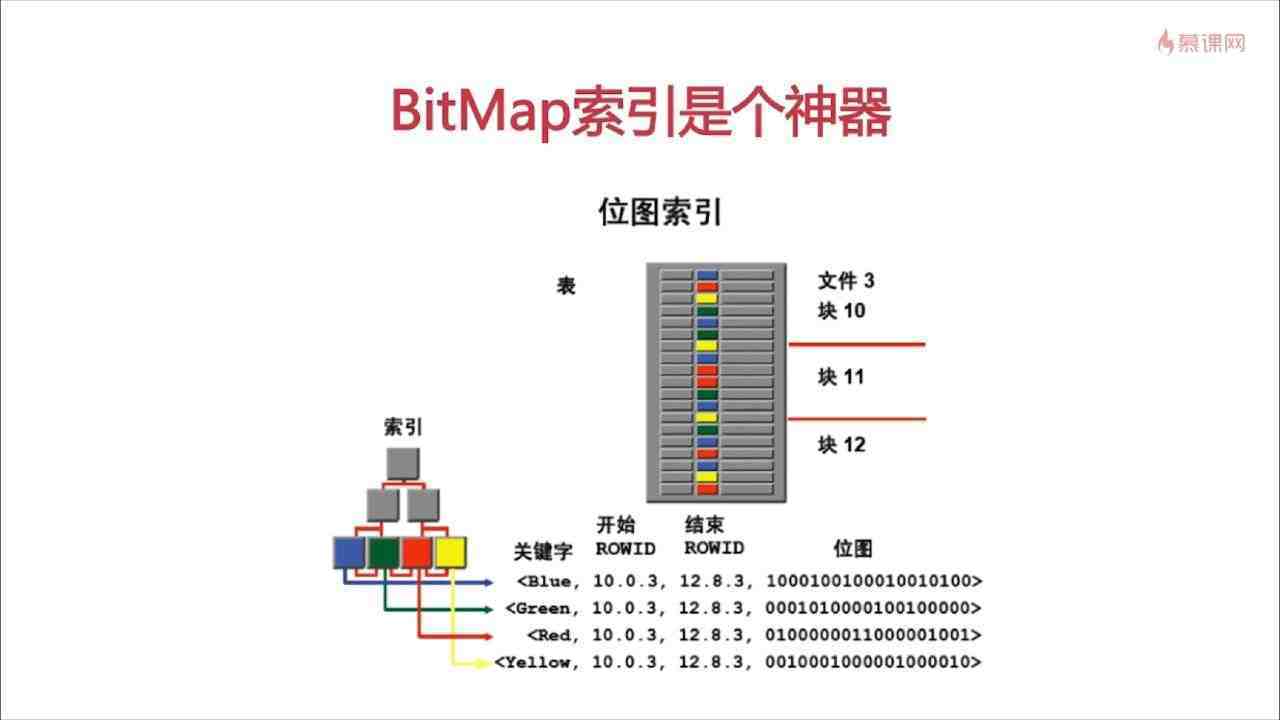 慕课网
BitMap索引是个神器
位图索引
表
文件 3
块 10
块 11
块 12
索引
关键字 开始 ROWID 结束 ROWID 位图
<Blue, 10.0.3, 12.8.3, 1000100100010010100>
<Green, 10.0.3, 12.8.3, 0001010000100100000>
<Red, 10.0.3, 12.8.3, 0100000011000001001>
<Yellow, 10.0.3, 12.8.3, 0010001000001000010>